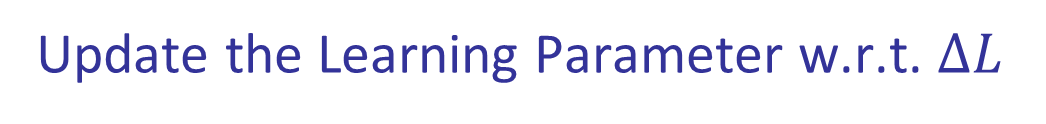 Update the Learning Parameter w.r.t. Δ𝐿